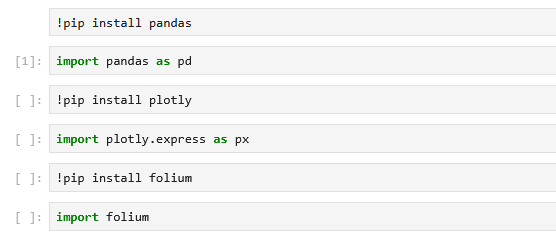 !pip install pandas
[1]: import pandas as pd
[ ]: !pip install plotly
[ ]: import plotly.express as px
[ ]: !pip install folium
[ ]: import folium